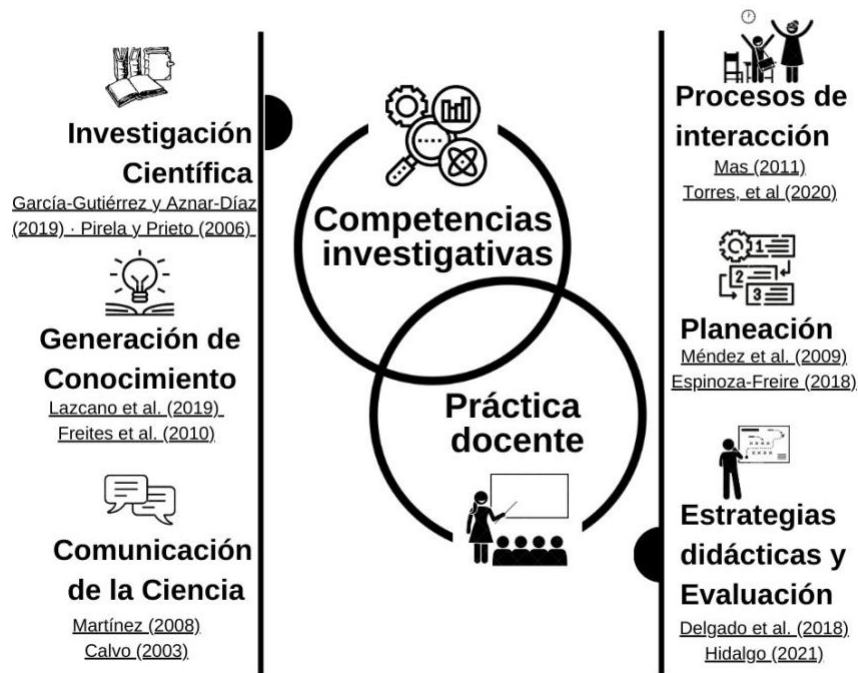 Investigación
Científica
García-Gutiérrez y Aznar-Díaz
(2019) · Pirela y Prieto (2006)
Generación de
Conocimiento
Lazcano et al. (2019)
Freites et al. (2010)
Comunicación
de la Ciencia
Martínez (2008)
Calvo (2003)
Competencias
investigativas
Práctica
docente
Procesos de
interacción
Mas (2011)
Torres, et al (2020)
1
2
3
Planeación
Méndez et al. (2009)
Espinoza-Freire (2018)
Estrategias
didácticas y
Evaluación
Delgado et al. (2018)
Hidalgo (2021)